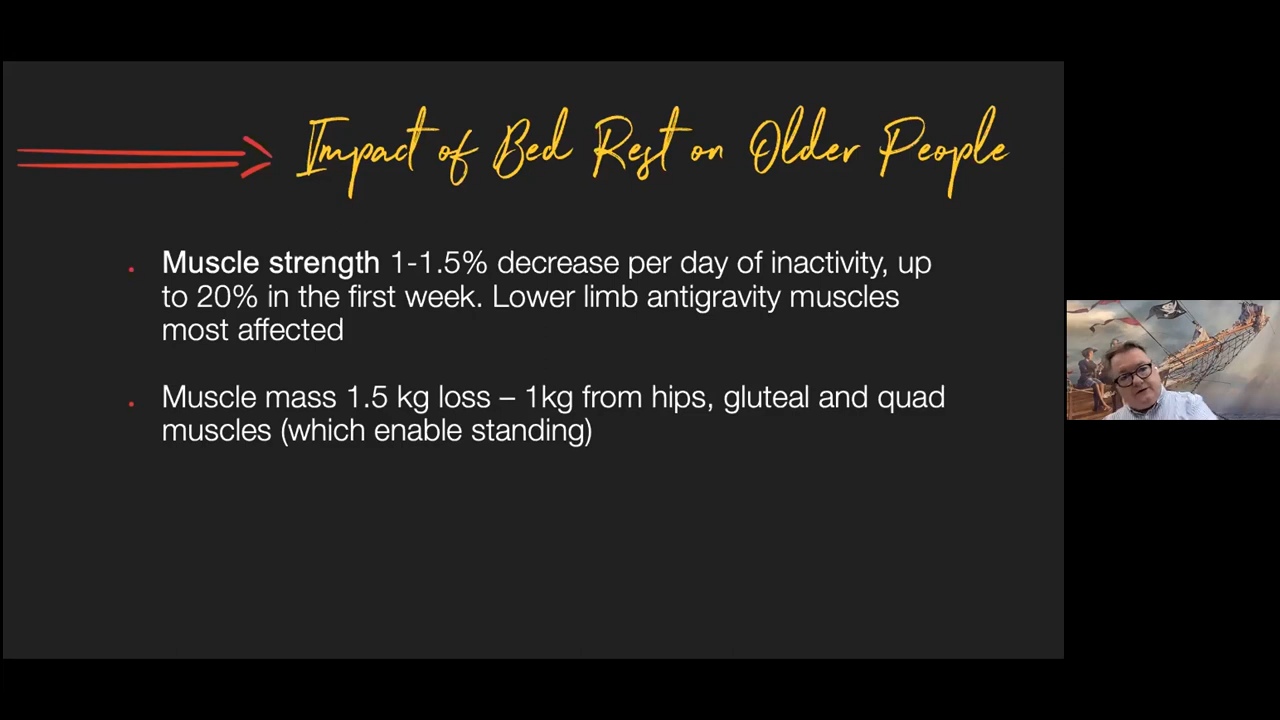 Impact of Bed Rest on Older People
Muscle strength 1-1.5% decrease per day of inactivity, up
to 20% in the first week. Lower limb antigravity muscles
most affected
Muscle mass 1.5 kg loss – 1kg from hips, gluteal and quad
muscles (which enable standing)